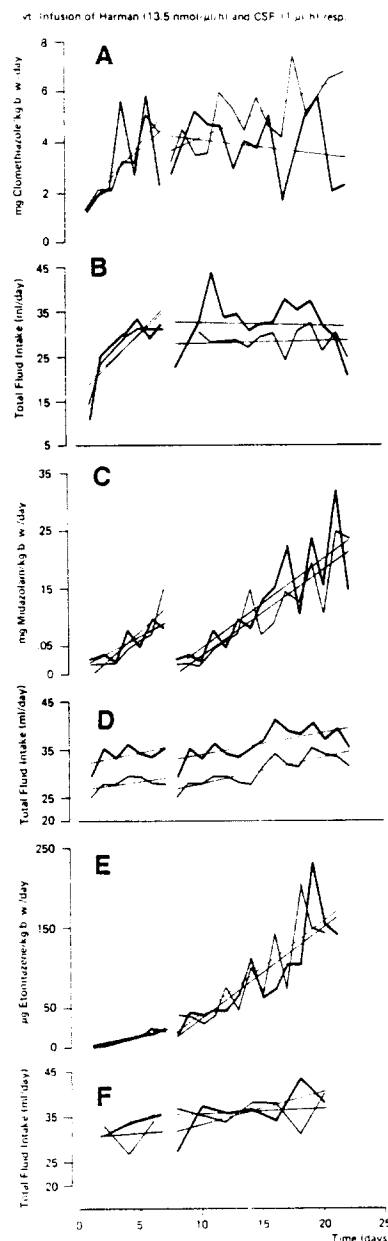 vt. Infusion of Harman (13.5 nmol/µl/h) and CSF (1 µl/h) resp.
A
mg Clomethiazole/kg b.w./day
8
6
4
2
0
B
Total Fluid Intake (ml/day)
45
35
25
15
5
C
mg Midazolam/kg b.w./day
35
25
.15
.05
0
D
Total Fluid Intake (ml/day)
45
35
25
20
E
µg Etonitazene/kg b.w./day
250
150
50
0
F
Total Fluid Intake (ml/day)
45
35
25
20
0
5
10
15
20
25
Time (days)